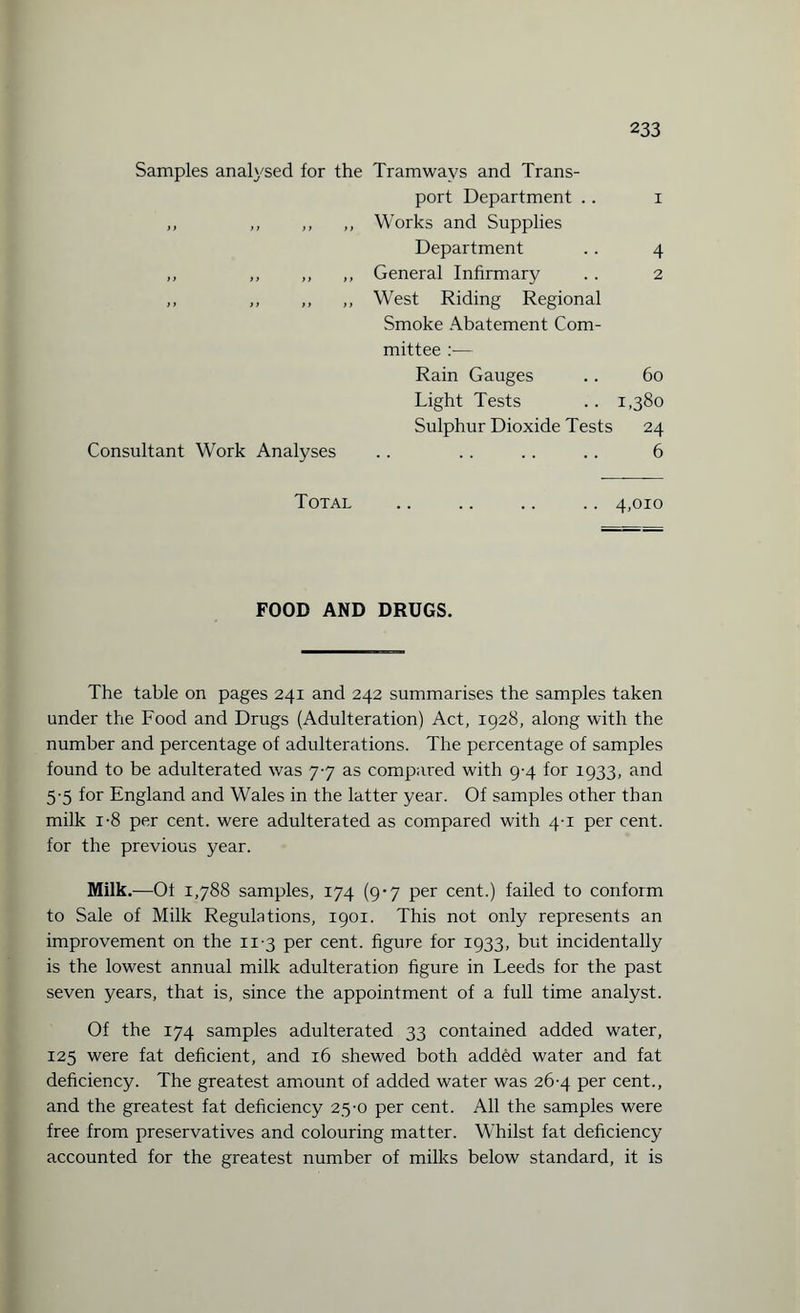 233
Samples analysed for the Tramways and Trans-
port Department . . 1
,, ,, ,, ,, Works and Supplies
Department . . 4
,, ,, ,, ,, General Infirmary . . 2
,, ,, ,, ,, West Riding Regional
Smoke Abatement Com-
mittee :—
Rain Gauges . . 60
Light Tests . . 1,380
Sulphur Dioxide Tests 24
Consultant Work Analyses . . . . . . . . 6
Total . . . . . . . . 4,010
FOOD AND DRUGS.
The table on pages 241 and 242 summarises the samples taken
under the Food and Drugs (Adulteration) Act, 1928, along with the
number and percentage of adulterations. The percentage of samples
found to be adulterated was 7·7 as compared with 9·4 for 1933, and
5·5 for England and Wales in the latter year. Of samples other than
milk 1·8 per cent. were adulterated as compared with 4·1 per cent.
for the previous year.
Milk.—Of 1,788 samples, 174 (9·7 per cent.) failed to conform
to Sale of Milk Regulations, 1901. This not only represents an
improvement on the 11·3 per cent. figure for 1933, but incidentally
is the lowest annual milk adulteration figure in Leeds for the past
seven years, that is, since the appointment of a full time analyst.
Of the 174 samples adulterated 33 contained added water,
125 were fat deficient, and 16 shewed both added water and fat
deficiency. The greatest amount of added water was 26·4 per cent.,
and the greatest fat deficiency 25·0 per cent. All the samples were
free from preservatives and colouring matter. Whilst fat deficiency
accounted for the greatest number of milks below standard, it is